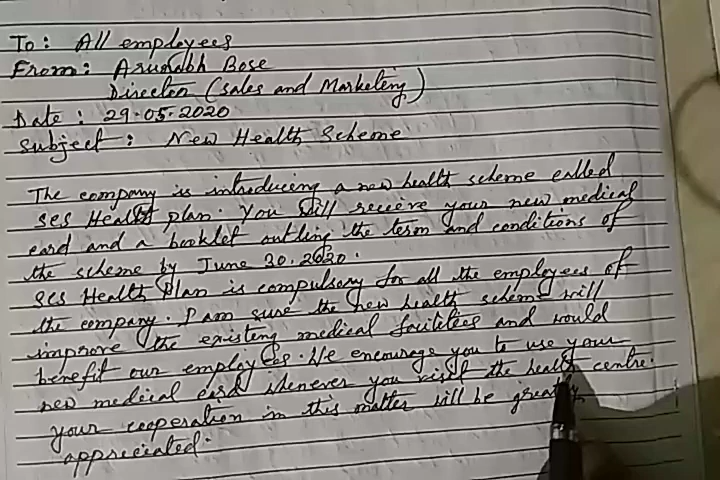 To: All employees
From: Arunabh Bose
Director (Sales and Marketing)
Date: 29.05.2020
Subject: New Health Scheme
The company is introducing a new health scheme called
SCS Health plan. You will receive your new medical
card and a booklet outling the term and conditions of
the scheme by June 30.2020.
SCS Health Plan is compulsory for all the employees of
the company. I am sure the new health scheme will
improve the existing medical facilities and would
benefit our employees. We encourage you to use your
new medical card whenever you visit the health centre.
your cooperation in this matter will be greatly
appreciated.